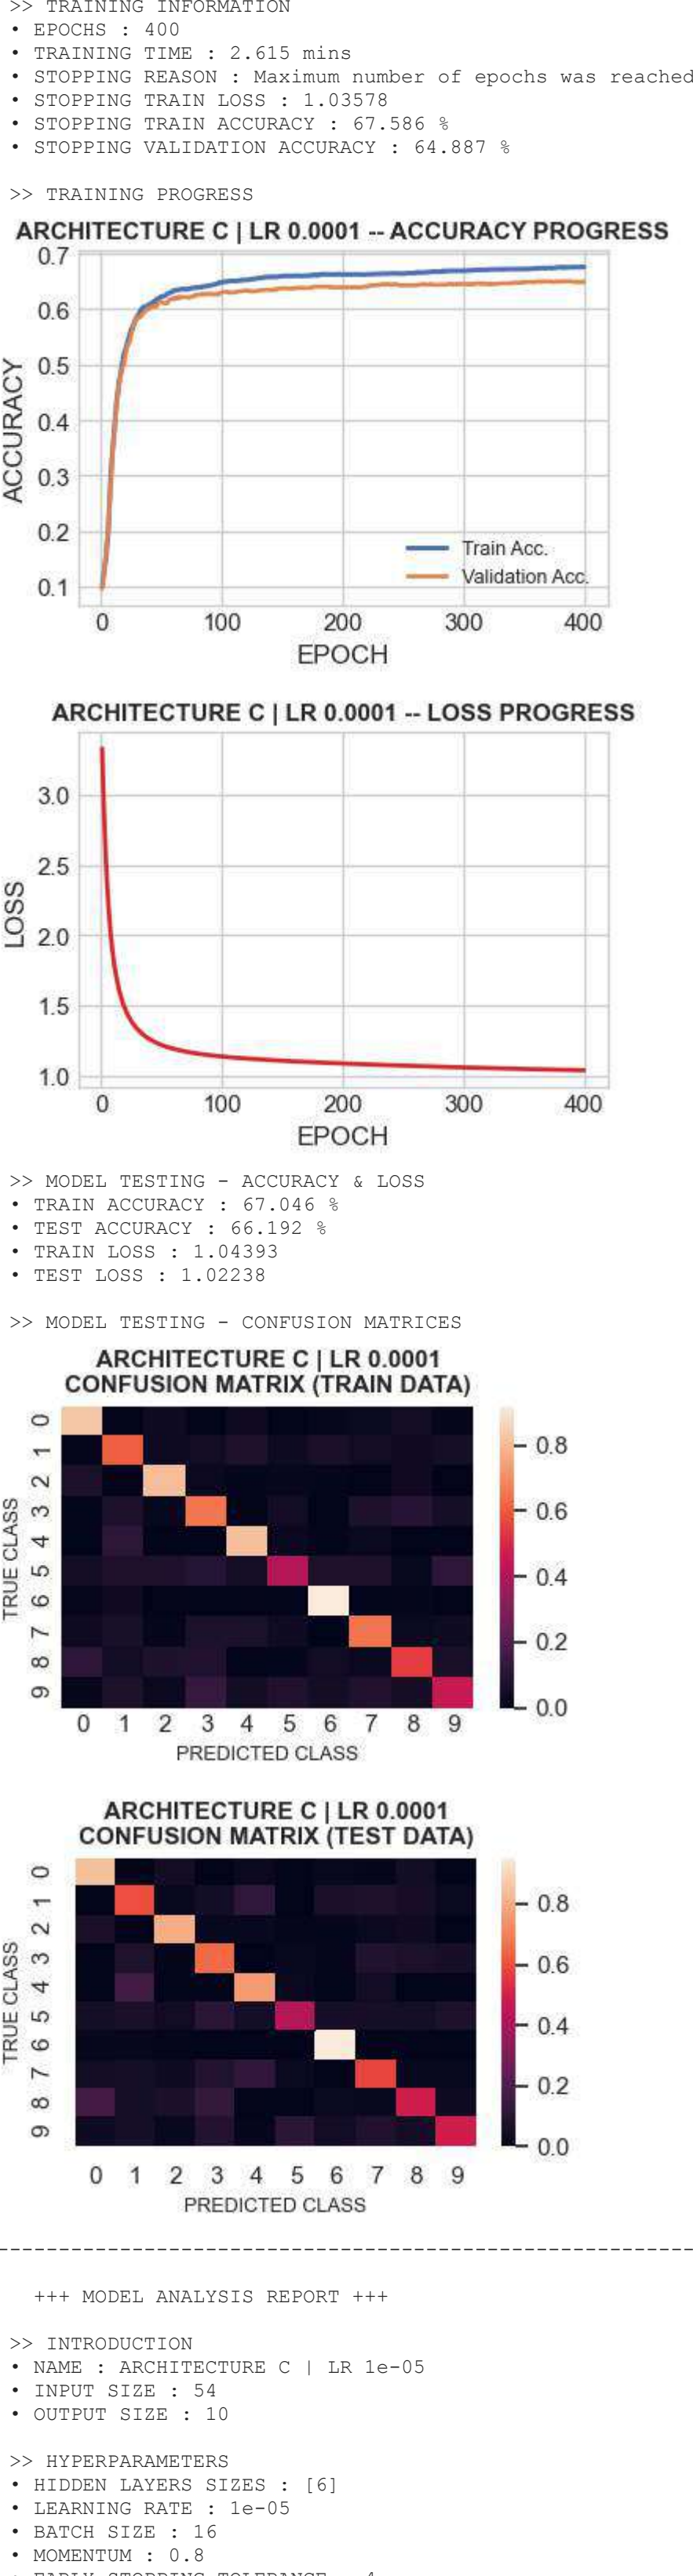 >> TRAINING INFORMATION
• EPOCHS : 400
• TRAINING TIME : 2.615 mins
• STOPPING REASON : Maximum number of epochs was reached
• STOPPING TRAIN LOSS : 1.03578
• STOPPING TRAIN ACCURACY : 67.586 %
• STOPPING VALIDATION ACCURACY : 64.887 %
>> TRAINING PROGRESS
ARCHITECTURE C | LR 0.0001 -- ACCURACY PROGRESS
0.7
0.6
0.5
0.4
0.3
0.2
0.1
ACCURACY
Train Acc.
Validation Acc.
0 100 200 300 400
EPOCH
ARCHITECTURE C | LR 0.0001 -- LOSS PROGRESS
3.0
2.5
2.0
1.5
1.0
LOSS
0 100 200 300 400
EPOCH
>> MODEL TESTING - ACCURACY & LOSS
• TRAIN ACCURACY : 67.046 %
• TEST ACCURACY : 66.192 %
• TRAIN LOSS : 1.04393
• TEST LOSS : 1.02238
>> MODEL TESTING - CONFUSION MATRICES
ARCHITECTURE C | LR 0.0001
CONFUSION MATRIX (TRAIN DATA)
TRUE CLASS
0
1
2
3
4
5
6
7
8
9
0 1 2 3 4 5 6 7 8 9
PREDICTED CLASS
0.8
0.6
0.4
0.2
0.0
ARCHITECTURE C | LR 0.0001
CONFUSION MATRIX (TEST DATA)
TRUE CLASS
0
1
2
3
4
5
6
7
8
9
0 1 2 3 4 5 6 7 8 9
PREDICTED CLASS
0.8
0.6
0.4
0.2
0.0
----------------------------------------------------------
+++ MODEL ANALYSIS REPORT +++
>> INTRODUCTION
• NAME : ARCHITECTURE C | LR 1e-05
• INPUT SIZE : 54
• OUTPUT SIZE : 10
>> HYPERPARAMETERS
• HIDDEN LAYERS SIZES : [6]
• LEARNING RATE : 1e-05
• BATCH SIZE : 16
• MOMENTUM : 0.8
• EARLY STOPPING TOLERANCE : 4